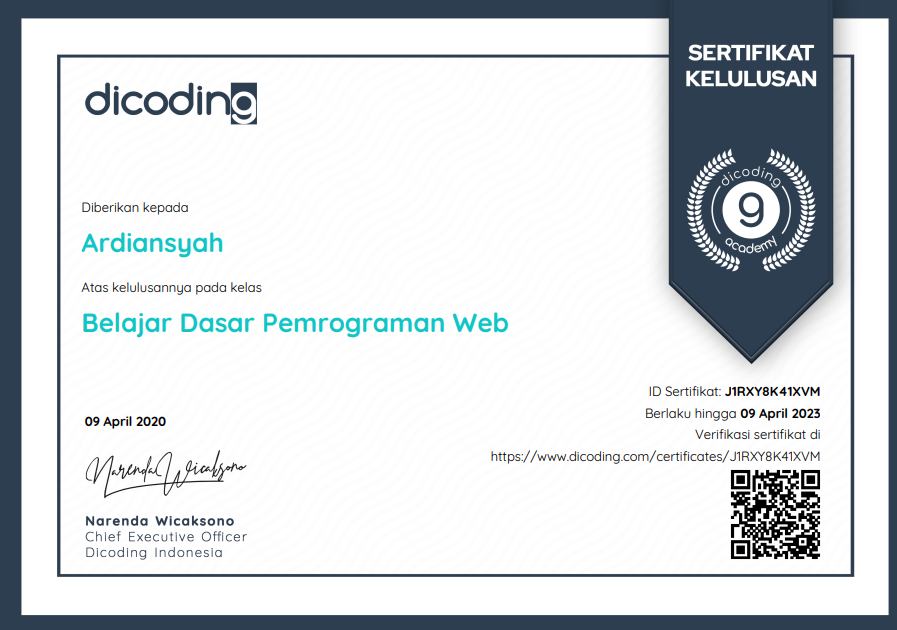 SERTIFIKAT
KELULUSAN
dicoding
dicoding
9
academy
Diberikan kepada
Ardiansyah
Atas kelulusannya pada kelas
Belajar Dasar Pemrograman Web
09 April 2020
Narenda Wicaksono
Narenda Wicaksono
Chief Executive Officer
Dicoding Indonesia
ID Sertifikat: J1RXY8K41XVM
Berlaku hingga 09 April 2023
Verifikasi sertifikat di
https://www.dicoding.com/certificates/J1RXY8K41XVM